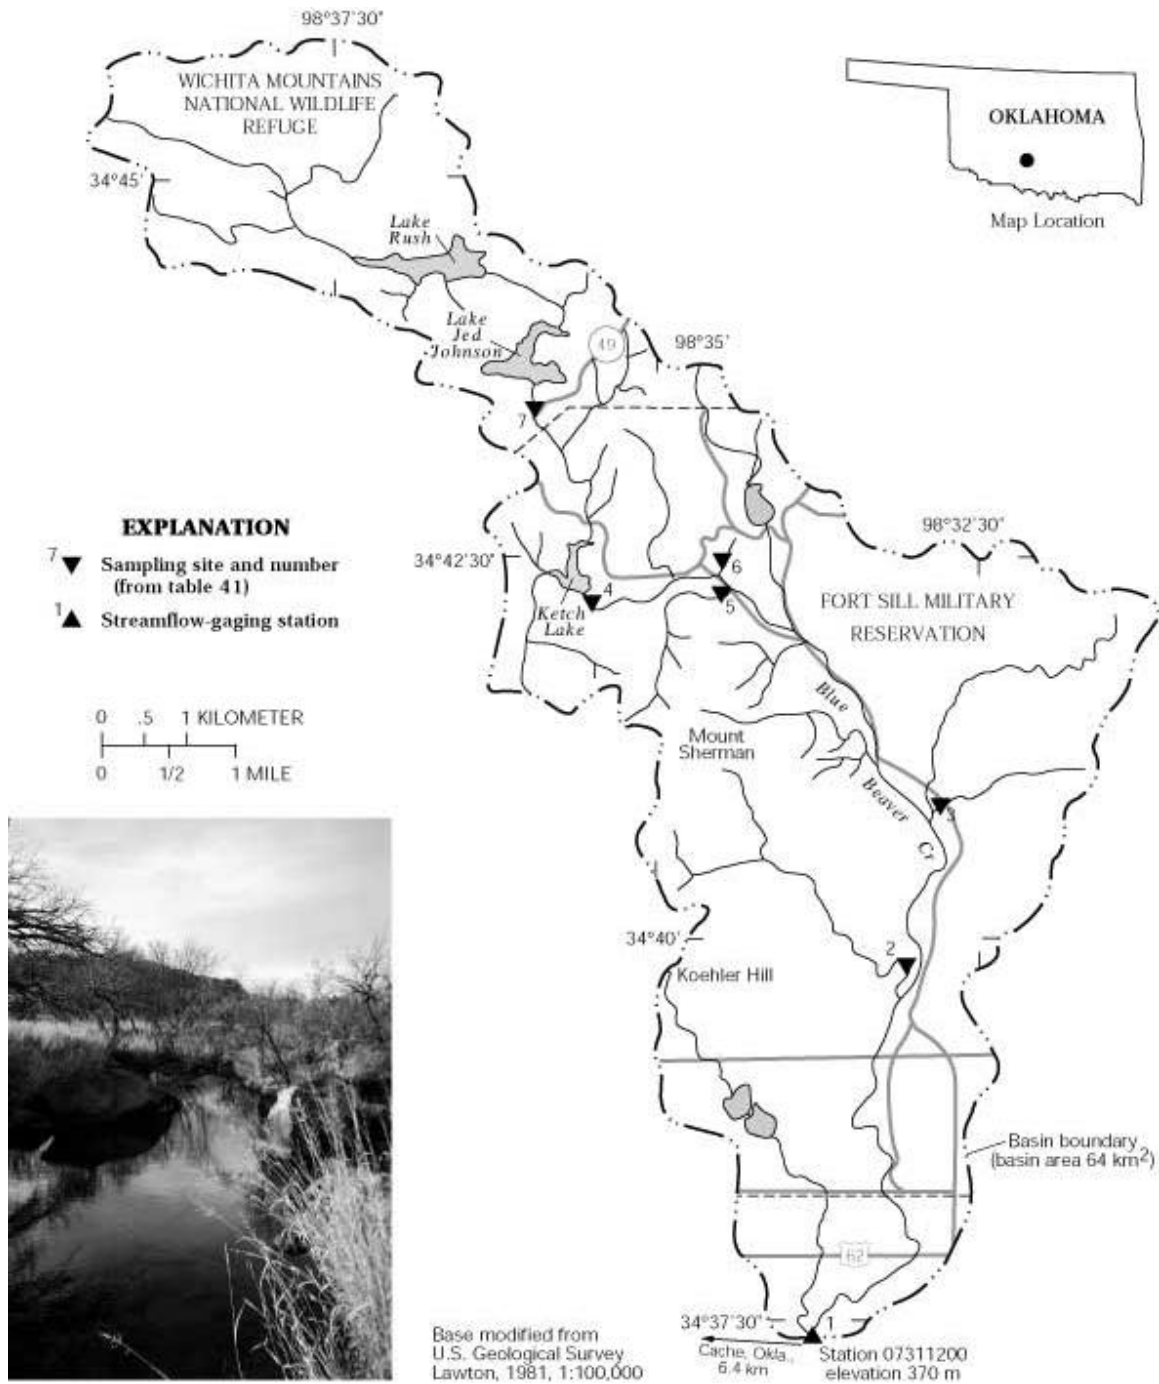 98°37'30"
WICHITA MOUNTAINS
NATIONAL WILDLIFE
REFUGE
OKLAHOMA
34°45'
Map Location
Lake
Rush
Lake
Jed
Johnson
49
98°35'
7
EXPLANATION
7 Sampling site and number
(from table 41)
1 Streamflow-gaging station
98°32'30"
34°42'30"
6
4
5
Ketch
Lake
FORT SILL MILITARY
RESERVATION
0 .5 1 KILOMETER
0 1/2 1 MILE
Blue
Beaver
Cr
Mount
Sherman
3
34°40'
2
Koehler Hill
Basin boundary
(basin area 64 km2)
62
34°37'30"
1
Cache, Okla.,
6.4 km
Station 07311200
elevation 370 m
Base modified from
U.S. Geological Survey
Lawton, 1981, 1:100,000